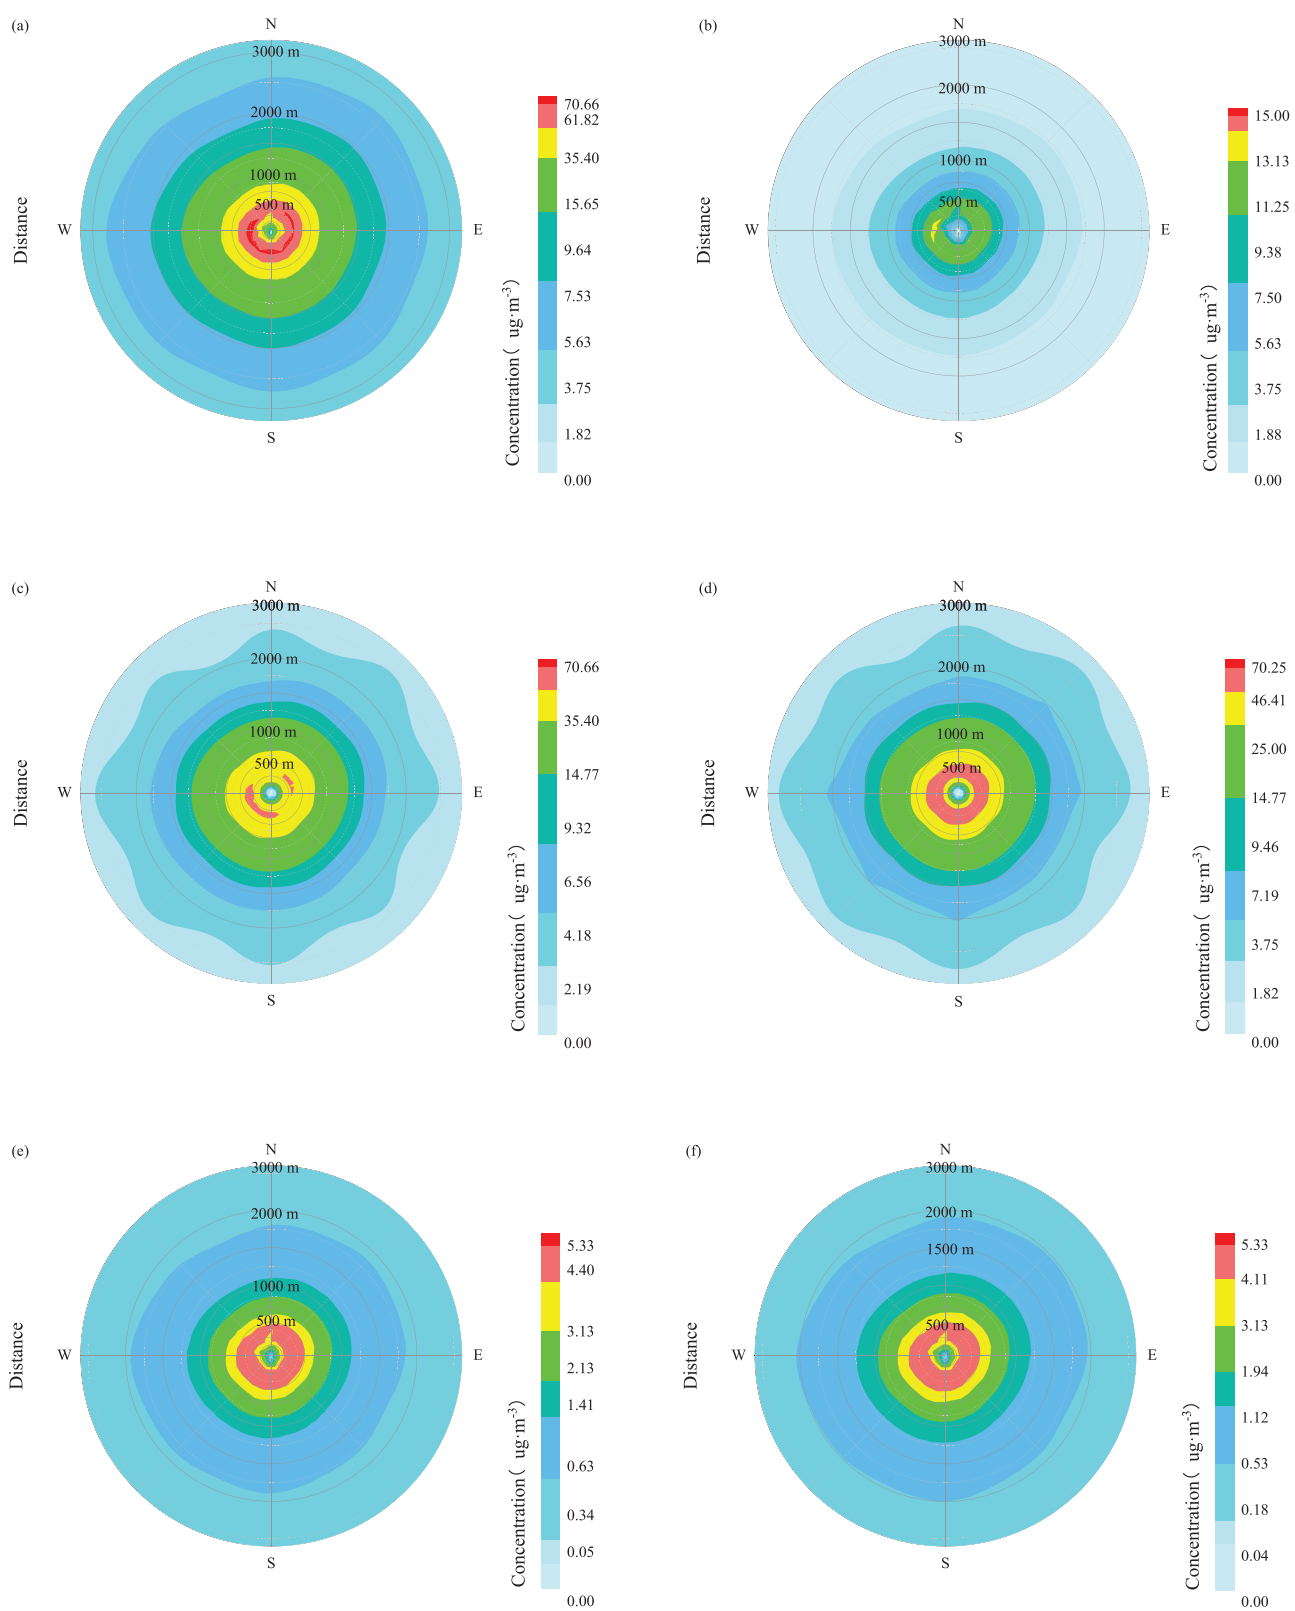 (a)
N
3000 m
2000 m
1000 m
500 m
W
E
S
Distance
Concentration( ug·m-3)
70.66
61.82
35.40
15.65
9.64
7.53
5.63
3.75
1.82
0.00
(b)
N
3000 m
2000 m
1000 m
500 m
W
E
S
Distance
Concentration( ug·m-3)
15.00
13.13
11.25
9.38
7.50
5.63
3.75
1.88
0.00
(c)
N
3000 m
2000 m
1000 m
500 m
W
E
S
Distance
Concentration( ug·m-3)
70.66
35.40
14.77
9.32
6.56
4.18
2.19
0.00
(d)
N
3000 m
2000 m
1000 m
500 m
W
E
S
Distance
Concentration( ug·m-3)
70.25
46.41
25.00
14.77
9.46
7.19
3.75
1.82
0.00
(e)
N
3000 m
2000 m
1000 m
500 m
W
E
S
Distance
Concentration( ug·m-3)
5.33
4.40
3.13
2.13
1.41
0.63
0.34
0.05
0.00
(f)
N
3000 m
2000 m
1500 m
500 m
W
E
S
Distance
Concentration( ug·m-3)
5.33
4.11
3.13
1.94
1.12
0.53
0.18
0.04
0.00